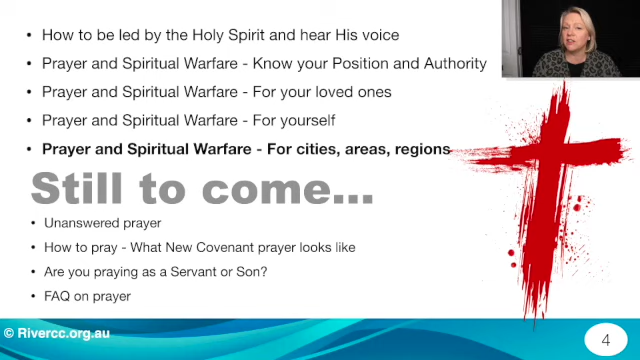 • How to be led by the Holy Spirit and hear His voice
• Prayer and Spiritual Warfare - Know your Position and Authority
• Prayer and Spiritual Warfare - For your loved ones
• Prayer and Spiritual Warfare - For yourself
• Prayer and Spiritual Warfare - For cities, areas, regions
Still to come...
• Unanswered prayer
• How to pray - What New Covenant prayer looks like
• Are you praying as a Servant or Son?
• FAQ on prayer
© Rivercc.org.au
4